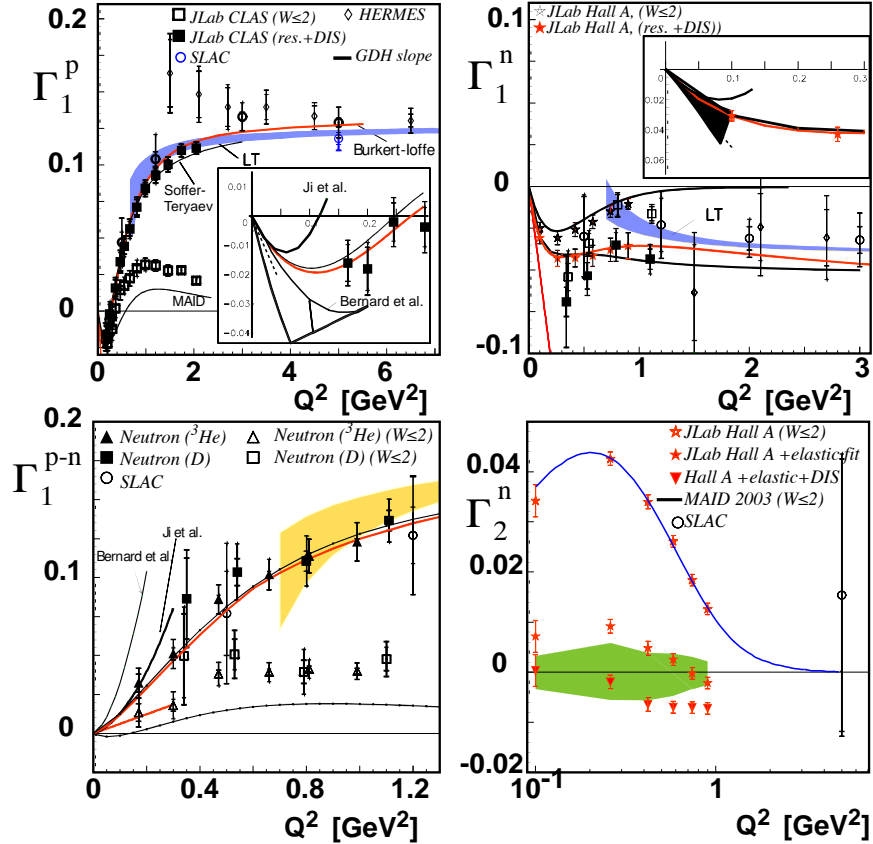 0.2
JLab CLAS (W≤2)
HERMES
JLab CLAS (res.+DIS)
SLAC
GDH slope
Γ₁ᵖ
0.1
Burkert-Ioffe
LT
Soffer-Teryaev
MAID
0
0.01
0
−0.01
−0.02
−0.03
−0.04
0.1
0.2
Ji et al.
Bernard et al.
0 2 4 6
Q² [GeV²]
JLab Hall A, (W≤2)
JLab Hall A, (res.+DIS))
Γ₁ⁿ
0
0.1
0.2
0.3
0.02
0.04
0.06
0
LT
-0.1
0 1 2 3
Q² [GeV²]
0.2
Neutron (³He)
Neutron (³He) (W≤2)
Neutron (D)
Neutron (D) (W≤2)
SLAC
Γ₁ᵖ⁻ⁿ
Ji et al.
Bernard et al.
0.1
0
0 0.4 0.8 1.2
Q² [GeV²]
JLab Hall A (W≤2)
JLab Hall A +elastic fit
Hall A +elastic+DIS
MAID 2003 (W≤2)
SLAC
Γ₂ⁿ
0.04
0.02
0
-0.02
10⁻¹ 1
Q² [GeV²]